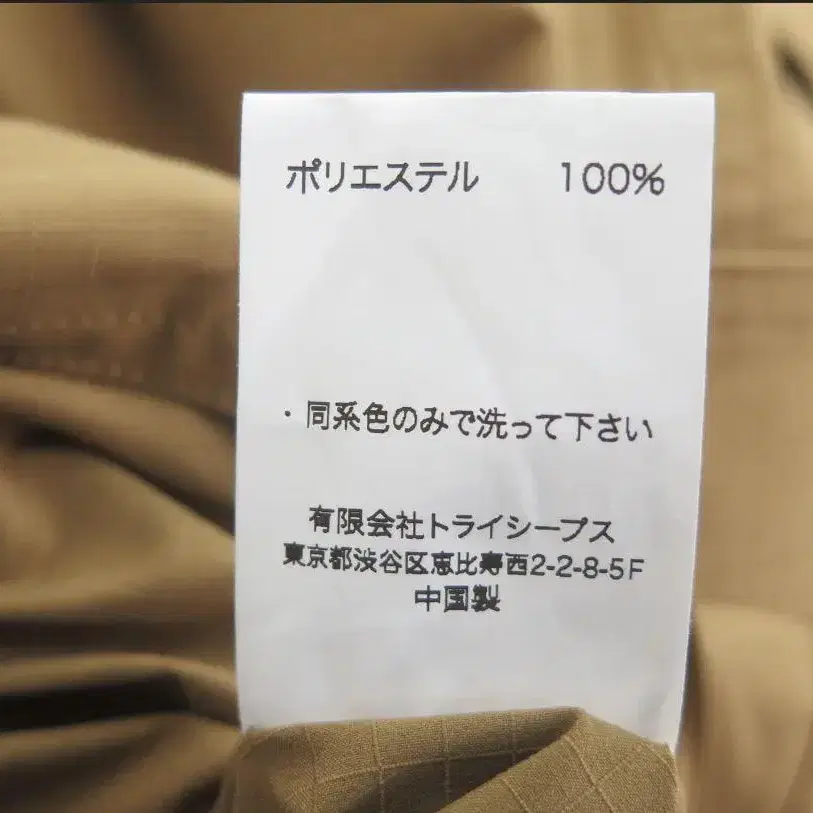 ポリエステル 100%
・同系色のみで洗って下さい
有限会社トライシープス
東京都渋谷区恵比寿西2-2-8-5F
中国製